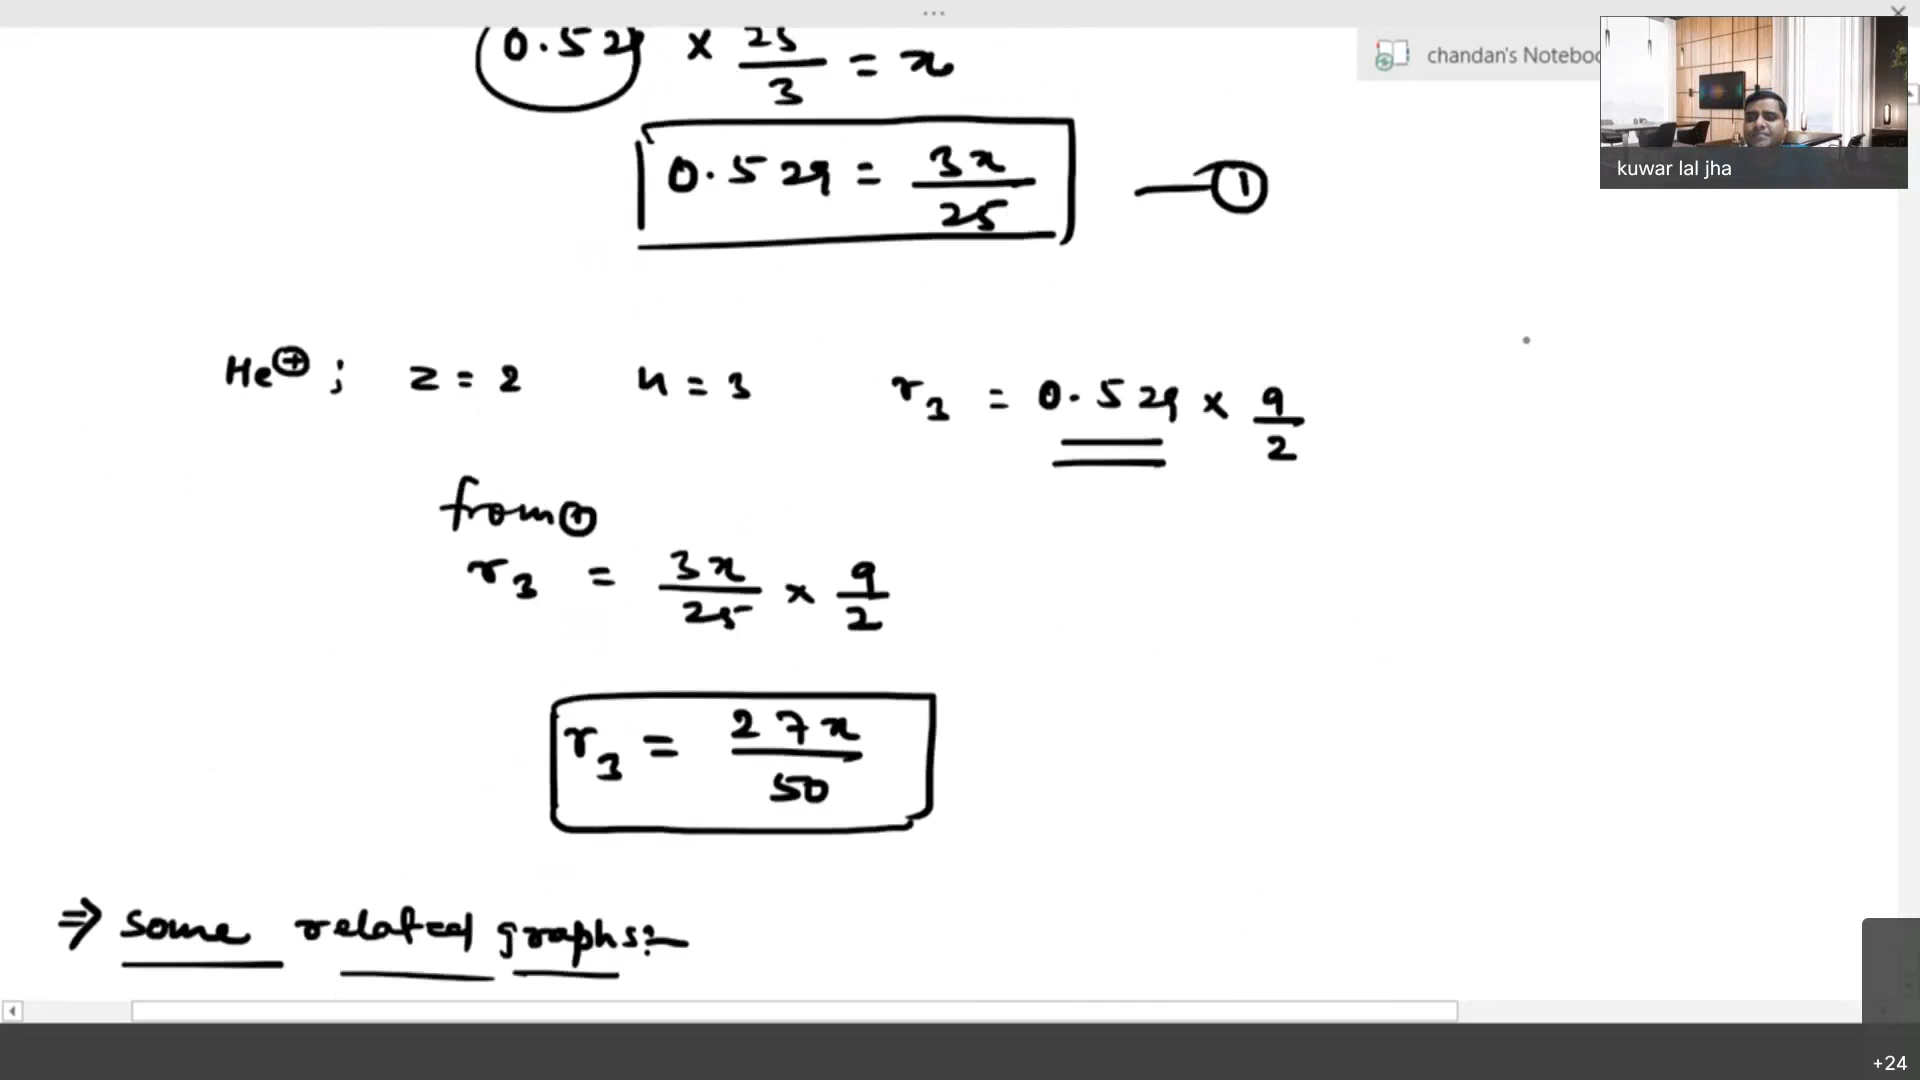 0.529 × 25/3 = x
chandan's Noteboo
kuwar lal jha
0.529 = 3x/25 —①
He⊕ ; z = 2 n = 3 r₃ = 0.529 × 9/2
from ①
r₃ = 3x/25 × 9/2
r₃ = 27x/50
⇒ some related graphs:-
+24